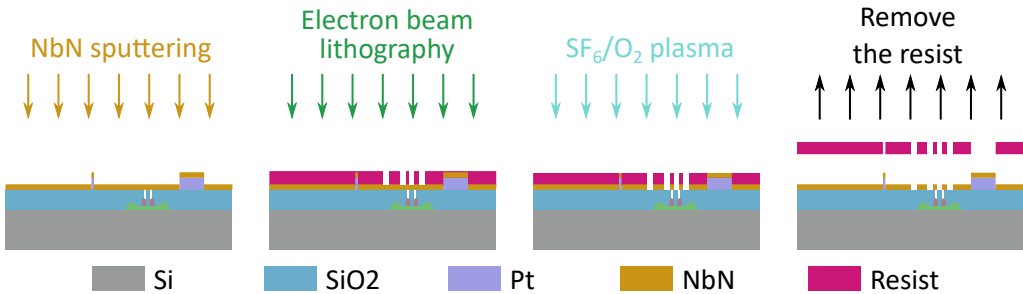 NbN sputtering
Electron beam
lithography
SF₆/O₂ plasma
Remove
the resist
Si
SiO2
Pt
NbN
Resist